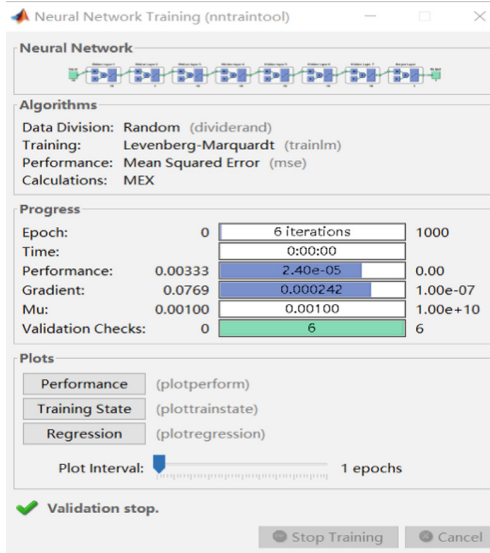 Neural Network Training (nntraintool)
Neural Network
Algorithms
Data Division: Random (dividerand)
Training: Levenberg-Marquardt (trainlm)
Performance: Mean Squared Error (mse)
Calculations: MEX
Progress
Epoch: 0 6 iterations 1000
Time: 0:00:00
Performance: 0.00333 2.40e-05 0.00
Gradient: 0.0769 0.000242 1.00e-07
Mu: 0.00100 0.00100 1.00e+10
Validation Checks: 0 6 6
Plots
Performance (plotperform)
Training State (plottrainstate)
Regression (plotregression)
Plot Interval: 1 epochs
Validation stop.
Stop Training Cancel